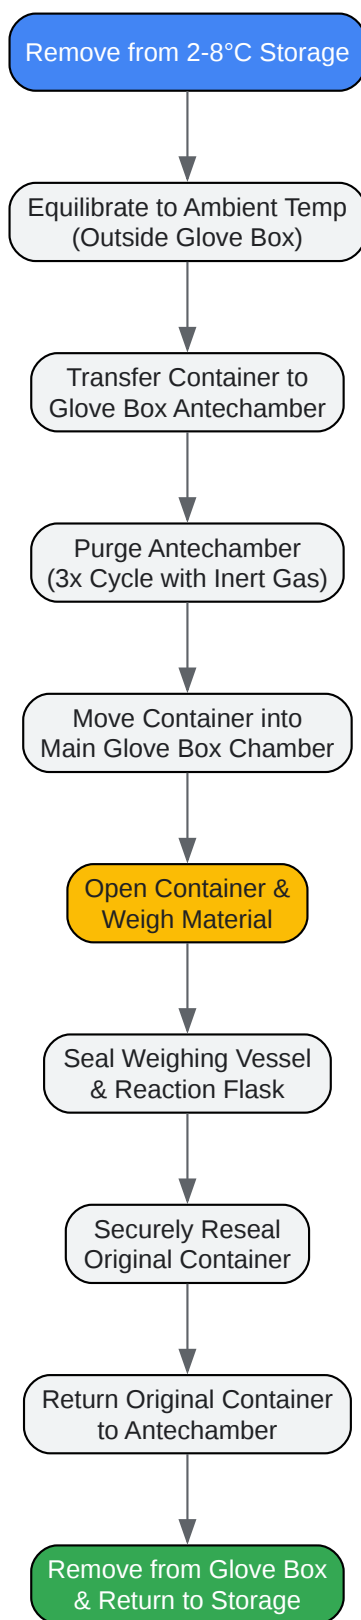 Remove from 2-8°C Storage
Equilibrate to Ambient Temp
(Outside Glove Box)
Transfer Container to
Glove Box Antechamber
Purge Antechamber
(3x Cycle with Inert Gas)
Move Container into
Main Glove Box Chamber
Open Container &
Weigh Material
Seal Weighing Vessel
& Reaction Flask
Securely Reseal
Original Container
Return Original Container
to Antechamber
Remove from Glove Box
& Return to Storage